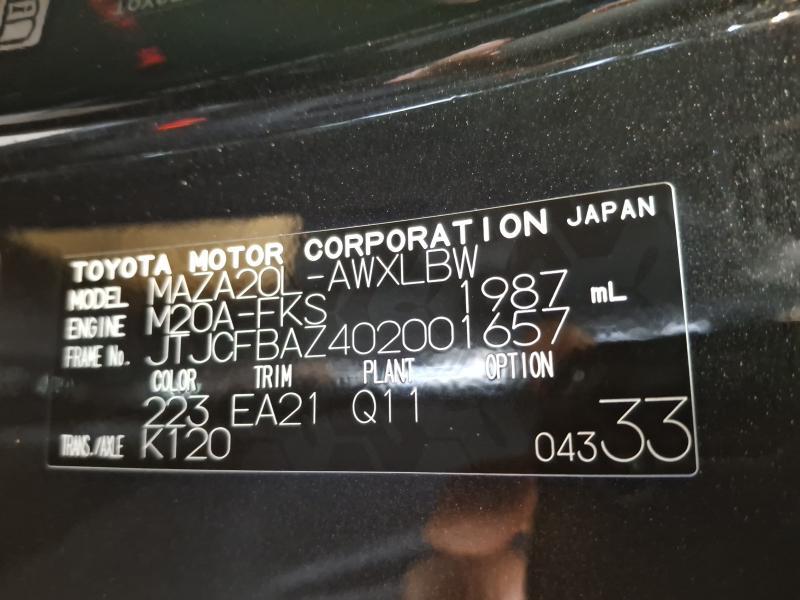 TOYOTA MOTOR CORPORATION JAPAN
MODEL MAZA20L-AWXLBW
ENGINE M20A-FKS 1987 mL
FRAME No. JTJCFBAZ402001657
COLOR TRIM PLANT OPTION
223 EA21 Q11
TRANS./AXLE K120
04333